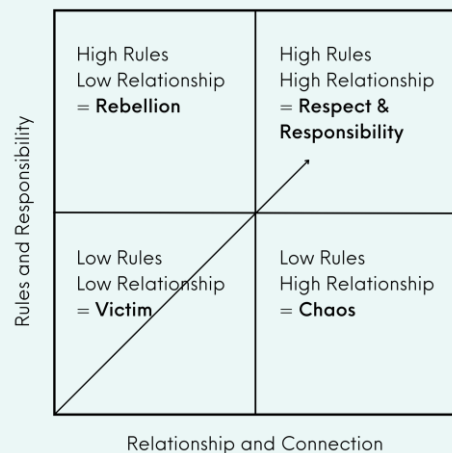 High Rules
Low Relationship
= Rebellion
High Rules
High Relationship
= Respect &
Responsibility
Rules and Responsibility
Low Rules
Low Relationship
= Victim
Low Rules
High Relationship
= Chaos
Relationship and Connection